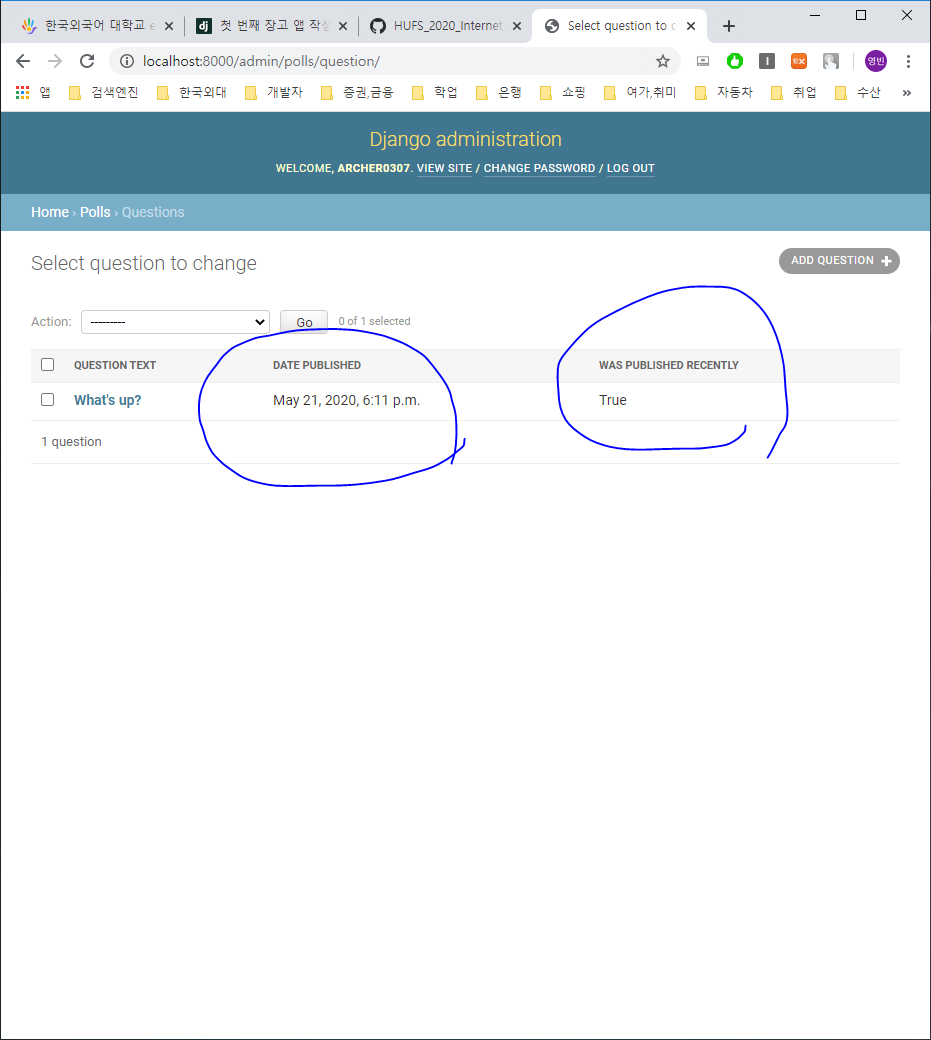 한국외국어 대학교 e
첫 번째 장고 앱 작성
HUFS_2020_Internet
Select question to c
localhost:8000/admin/polls/question/
영빈
앱 검색엔진 한국외대 개발자 증권,금융 학업 은행 쇼핑 여가,취미 자동차 취업 수산 »
Django administration
WELCOME, ARCHER0307. VIEW SITE / CHANGE PASSWORD / LOG OUT
Home › Polls › Questions
Select question to change
ADD QUESTION +
Action: --------- Go 0 of 1 selected
QUESTION TEXT DATE PUBLISHED WAS PUBLISHED RECENTLY
What's up? May 21, 2020, 6:11 p.m. True
1 question